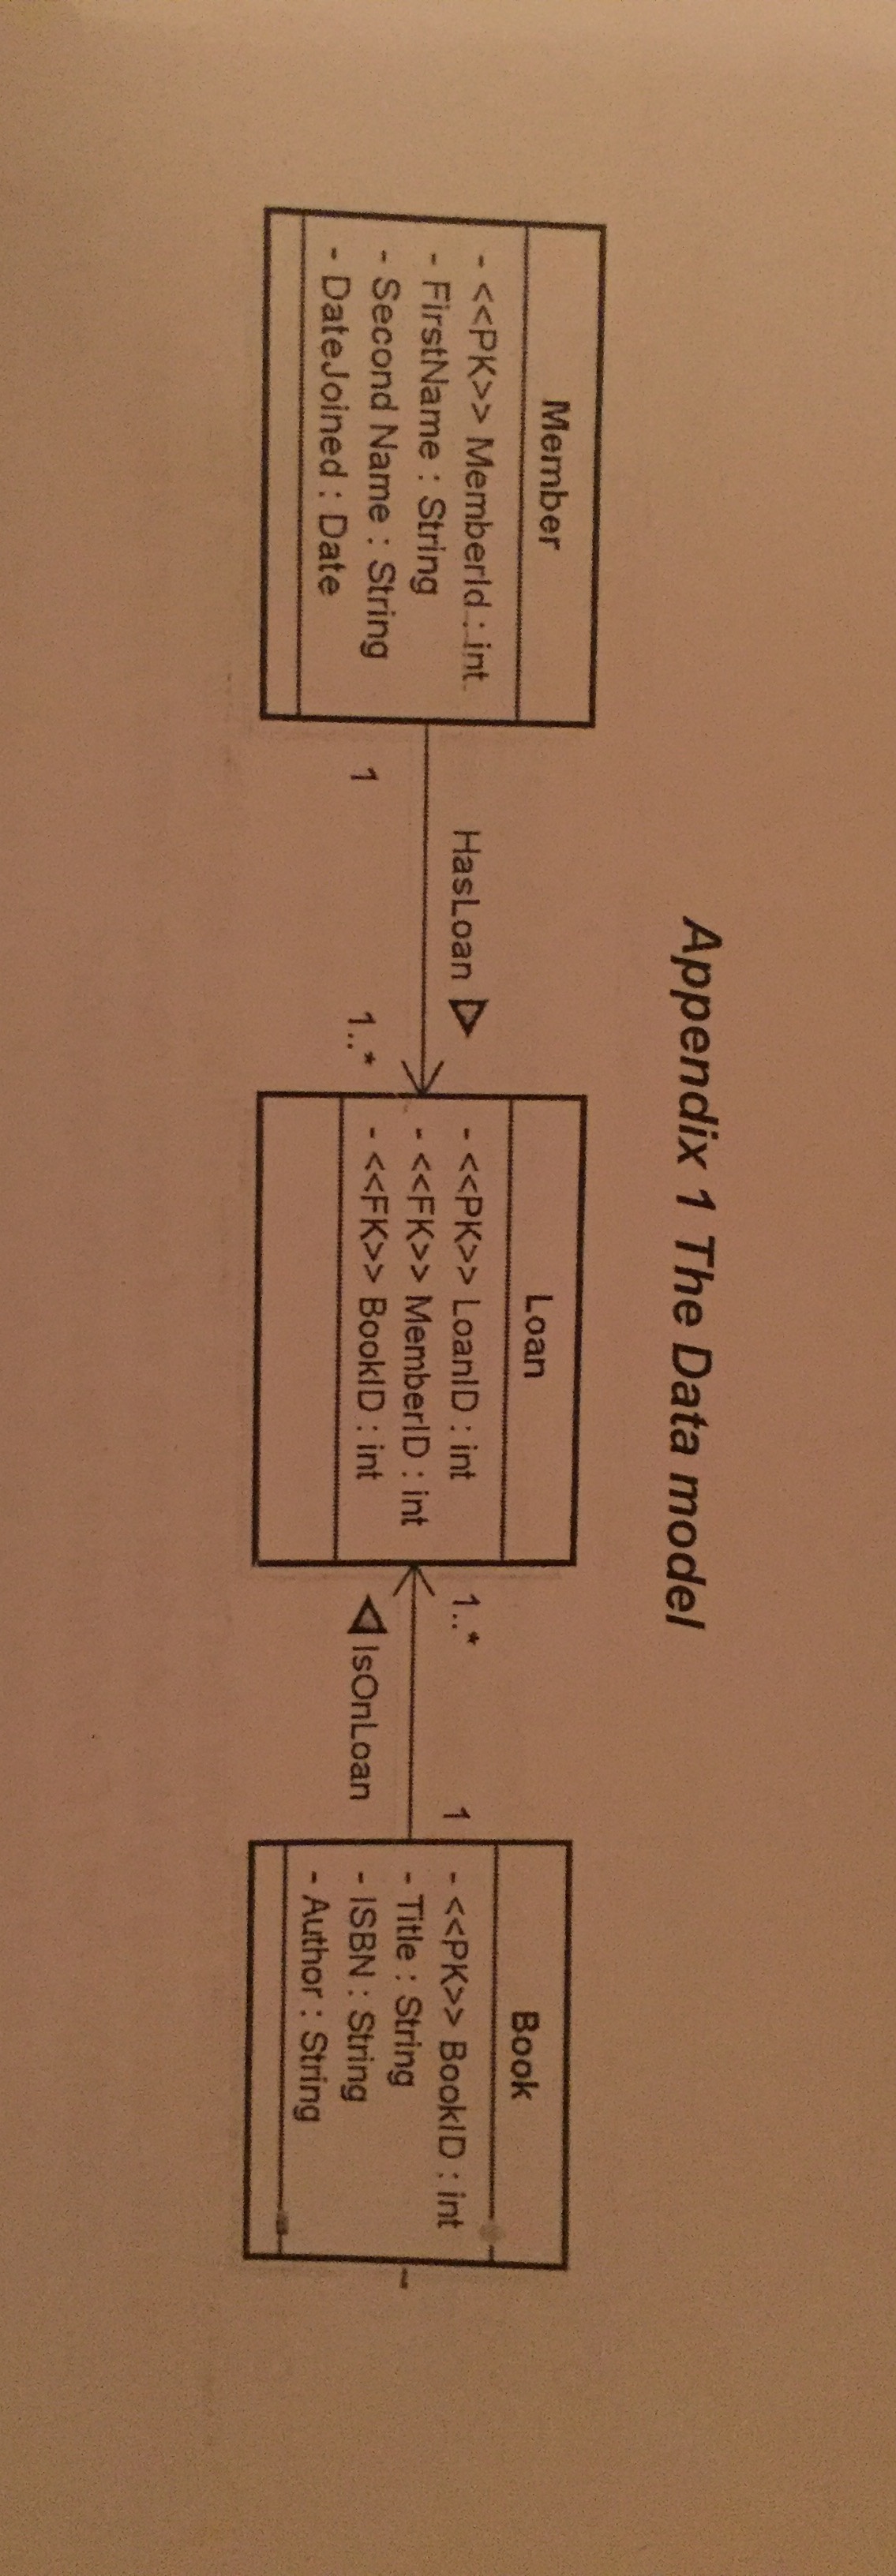 Appendix 1 The Data model
Member
- <<PK>> MemberId : int
- FirstName : String
- Second Name : String
- DateJoined : Date
HasLoan
1
1..*
Loan
- <<PK>> LoanID : int
- <<FK>> MemberID : int
- <<FK>> BookID : int
1..*
1
IsOnLoan
Book
- <<PK>> BookID : int
- Title : String
- ISBN : String
- Author : String